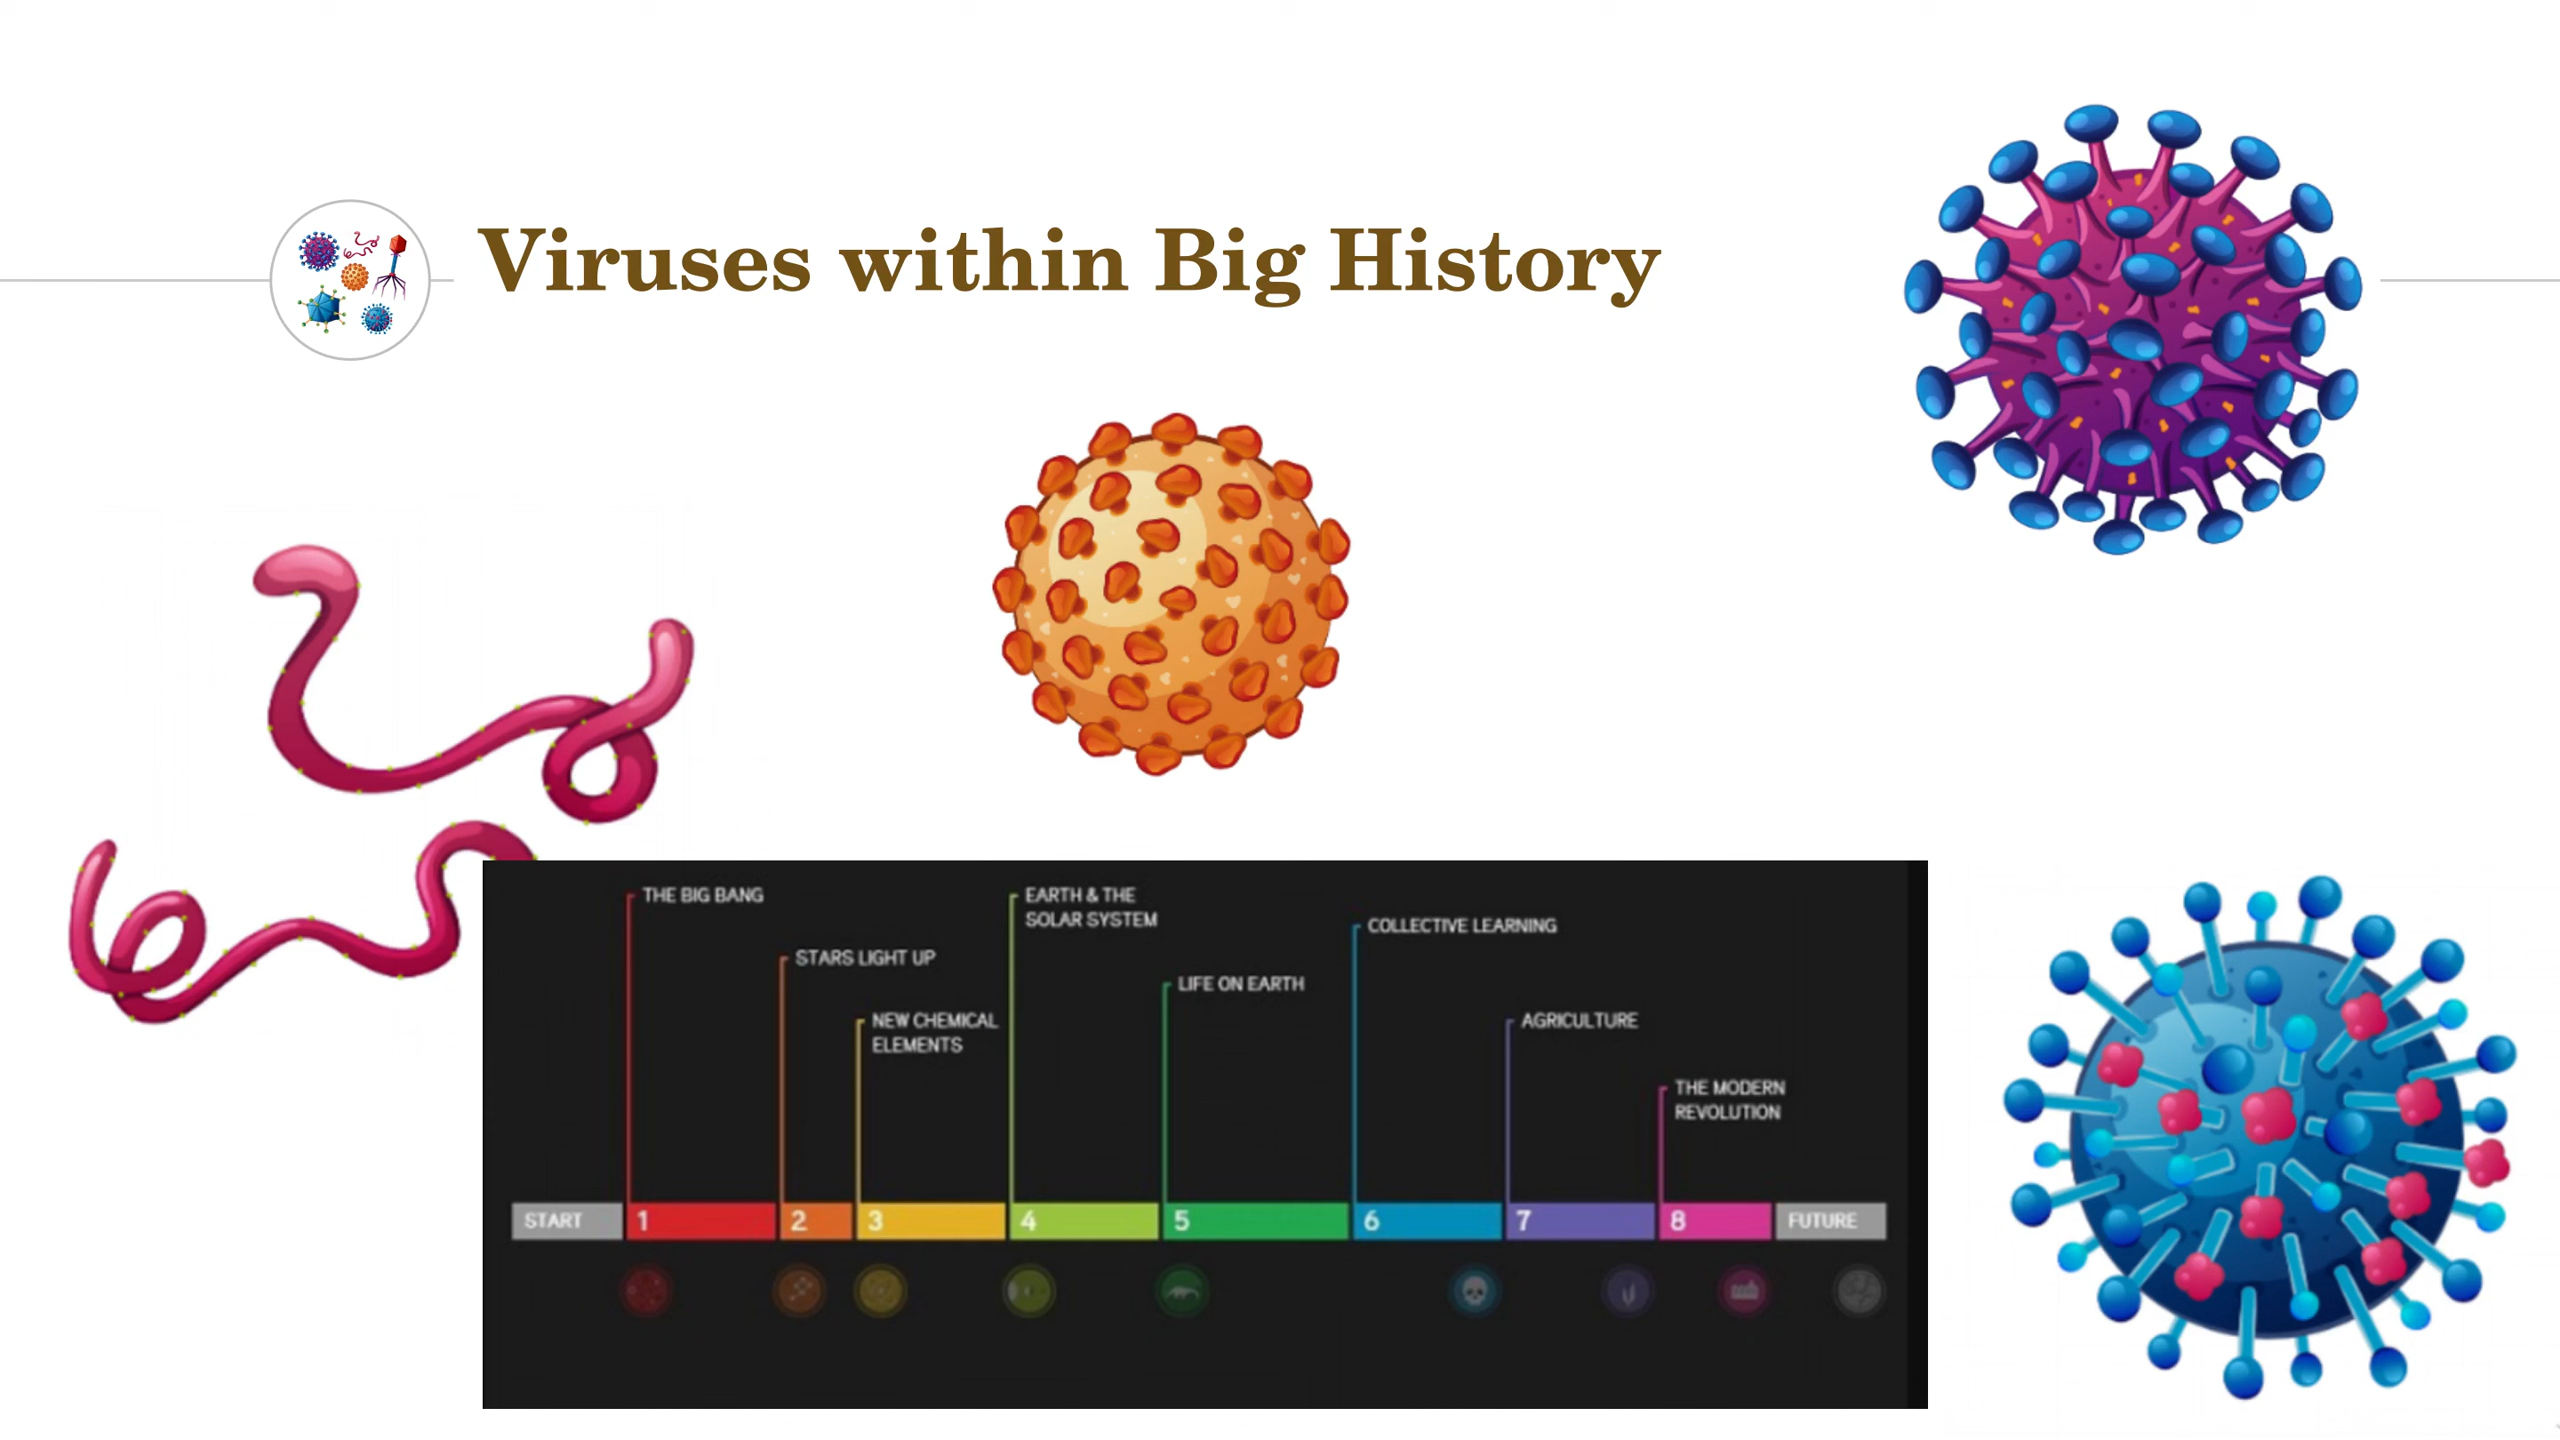 Viruses within Big History
THE BIG BANG
STARS LIGHT UP
NEW CHEMICAL
ELEMENTS
EARTH & THE
SOLAR SYSTEM
LIFE ON EARTH
COLLECTIVE LEARNING
AGRICULTURE
THE MODERN
REVOLUTION
START 1 2 3 4 5 6 7 8 FUTURE